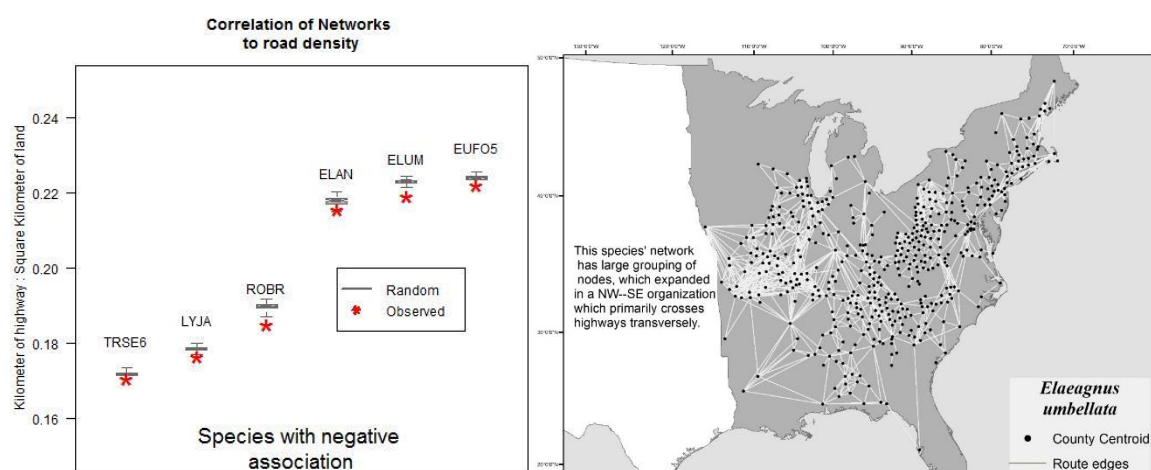 Correlation of Networks
to road density
Kilometer of highway : Square Kilometer of land
0.24
0.22
0.20
0.18
0.16
TRSE6
LYJA
ROBR
ELAN
ELUM
EUFO5
Random
Observed
Species with negative
association
This species' network
has large grouping of
nodes, which expanded
in a NW--SE organization
which primarily crosses
highways transversely.
Elaeagnus
umbellata
County Centroid
Route edges